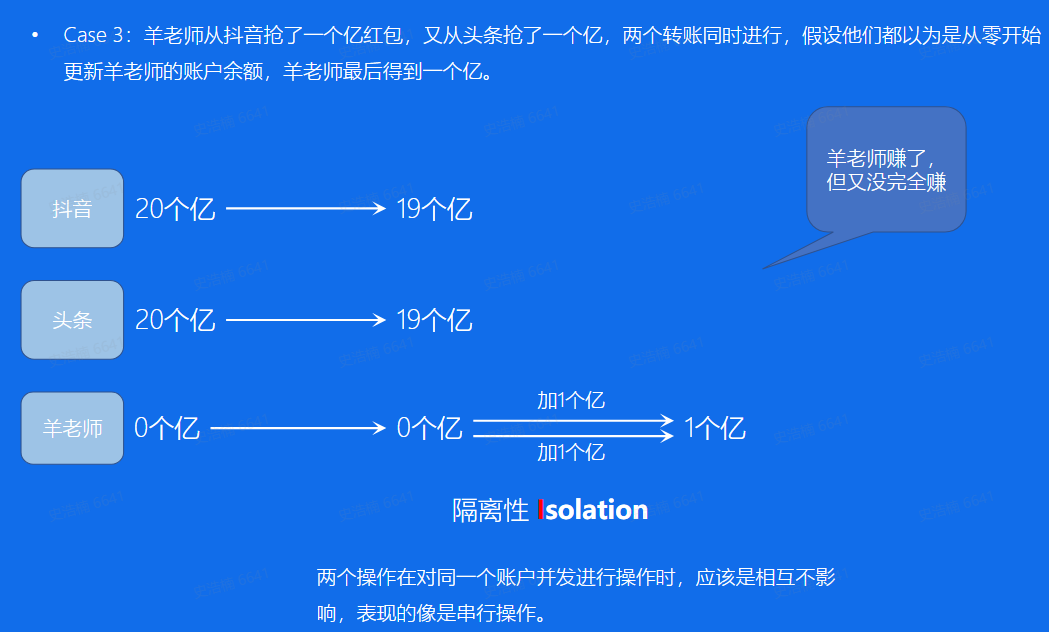 • Case 3：羊老师从抖音抢了一个亿红包，又从头条抢了一个亿，两个转账同时进行，假设他们都以为是从零开始
更新羊老师的账户余额，羊老师最后得到一个亿。
羊老师赚了，
但又没完全赚
抖音 20个亿 19个亿
头条 20个亿 19个亿
加1个亿
羊老师 0个亿 0个亿 1个亿
加1个亿
隔离性 Isolation
两个操作在对同一个账户并发进行操作时，应该是相互不影
响，表现的像是串行操作。